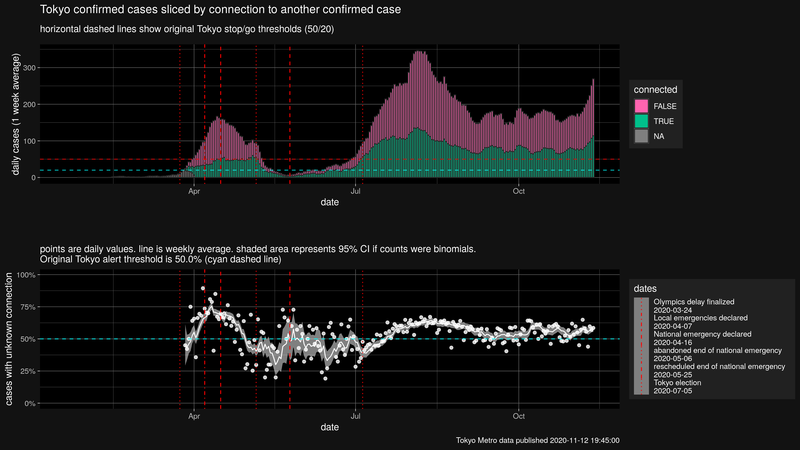 Tokyo confirmed cases sliced by connection to another confirmed case
horizontal dashed lines show original Tokyo stop/go thresholds (50/20)
daily cases (1 week average)
300
200
100
0
Apr
Jul
Oct
date
connected
FALSE
TRUE
NA
points are daily values. line is weekly average. shaded area represents 95% CI if counts were binomials.
Original Tokyo alert threshold is 50.0% (cyan dashed line)
cases with unknown connection
100%
75%
50%
25%
0%
Apr
Jul
Oct
date
dates
Olympics delay finalized
2020-03-24
Local emergencies declared
2020-04-07
National emergency declared
2020-04-16
abandoned end of national emergency
2020-05-06
rescheduled end of national emergency
2020-05-25
Tokyo election
2020-07-05
Tokyo Metro data published 2020-11-12 19:45:00